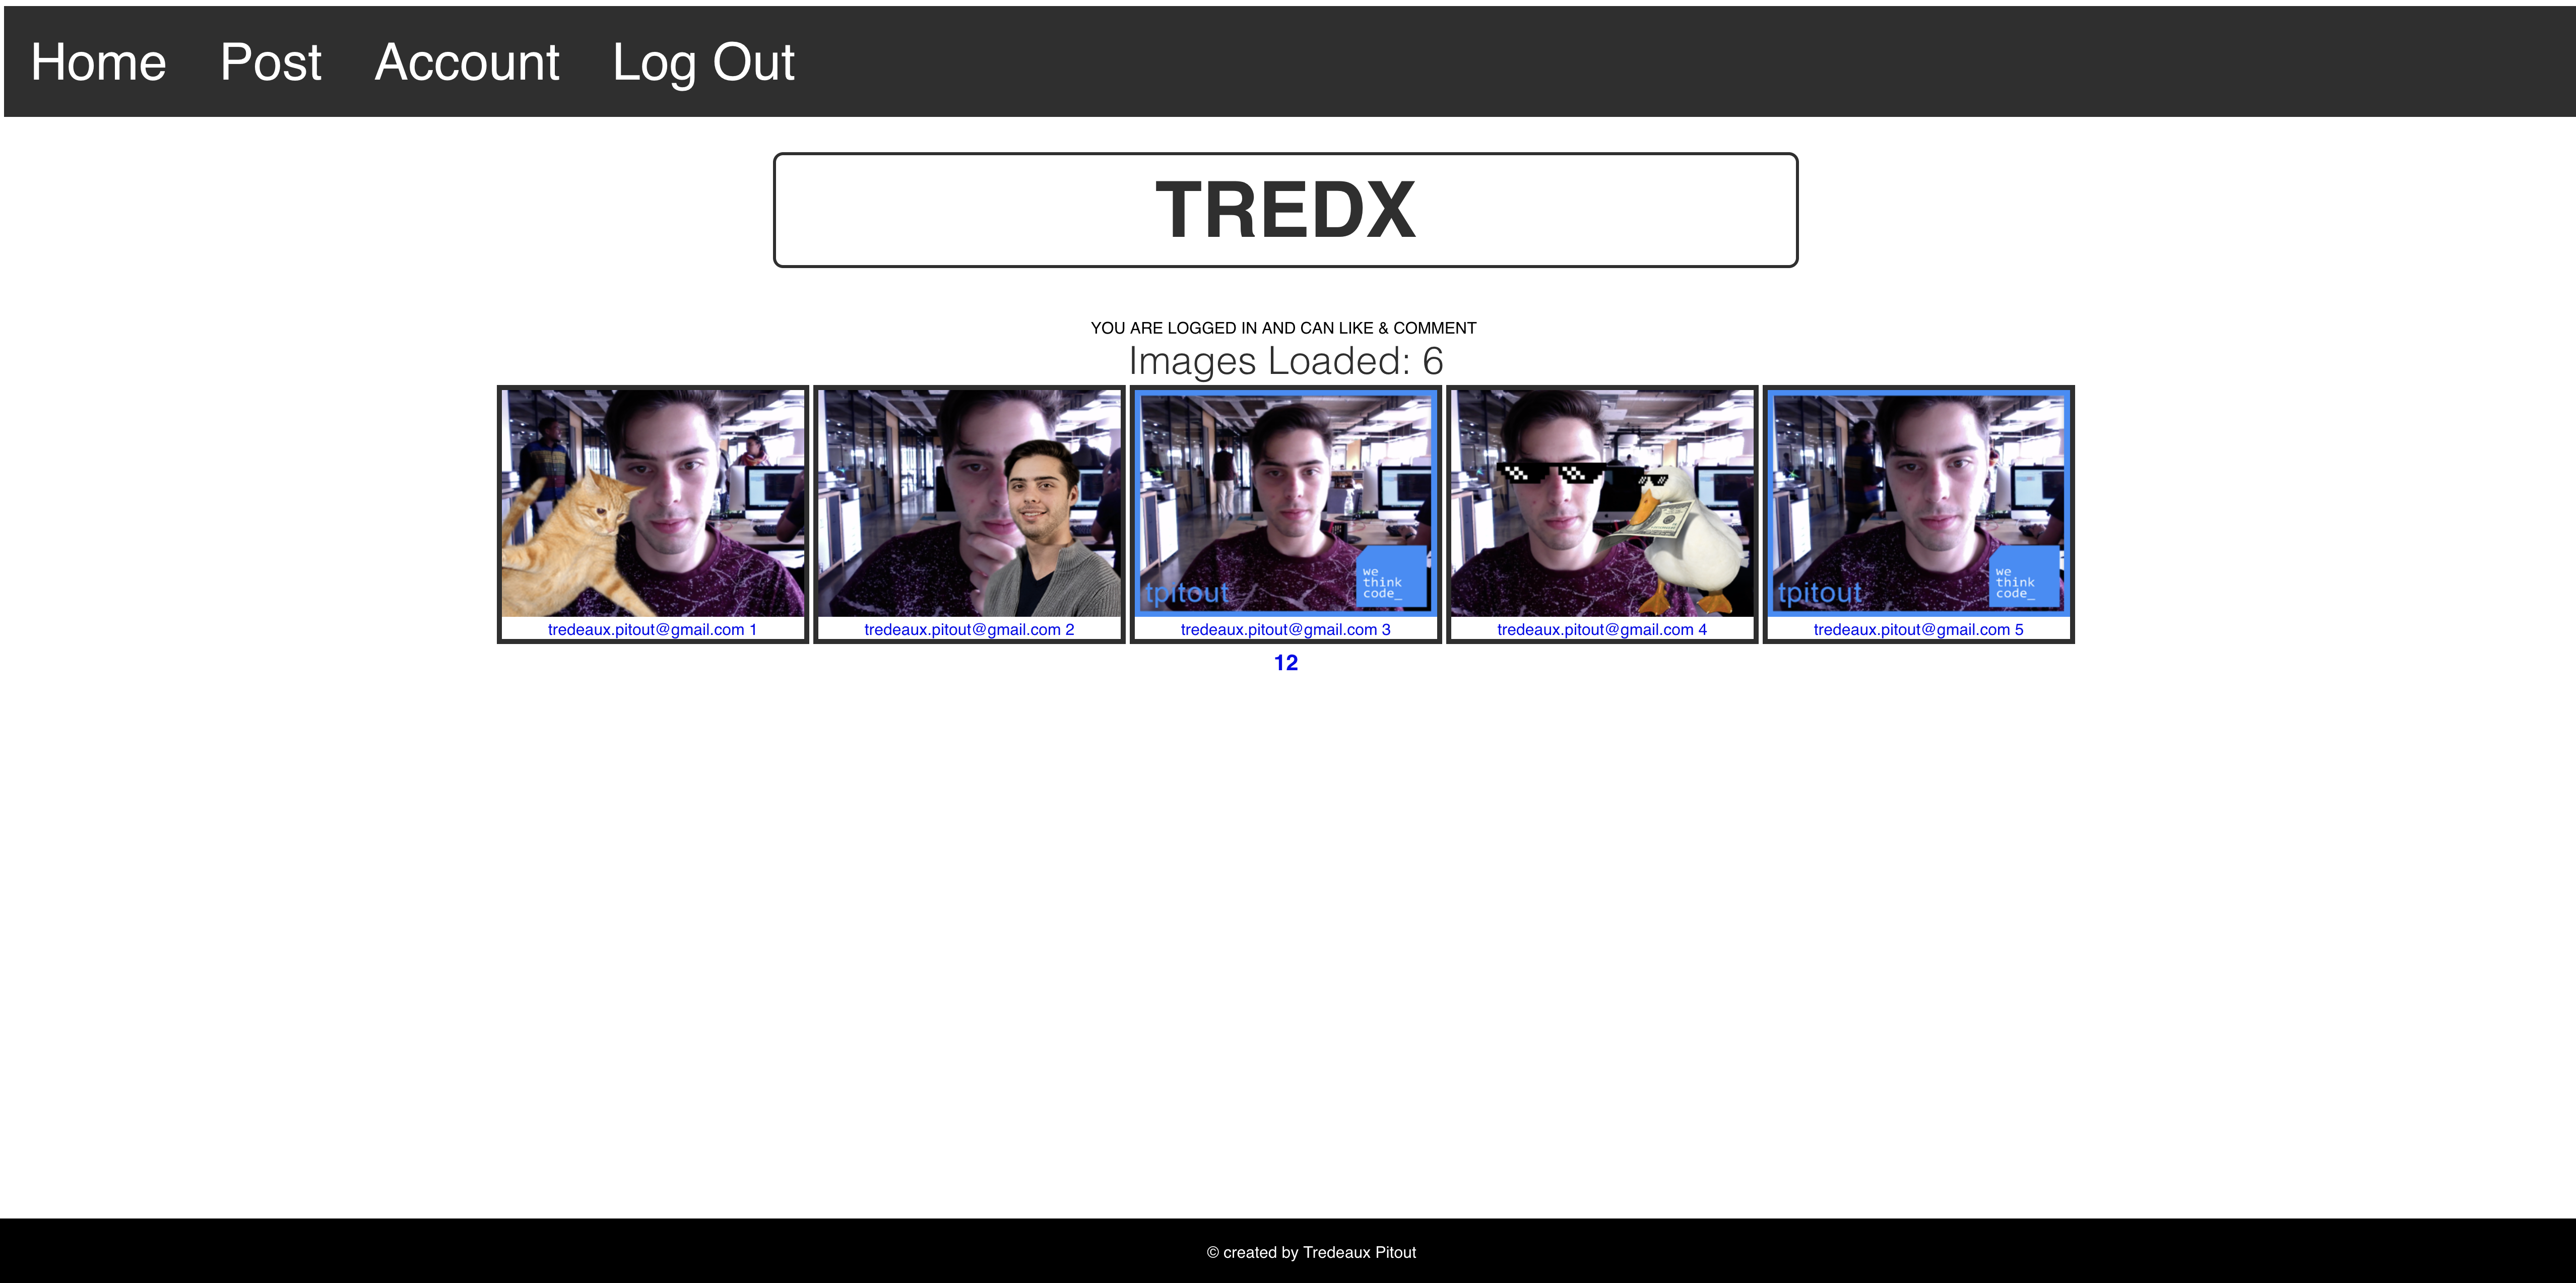 Home Post Account Log Out
TREDX
YOU ARE LOGGED IN AND CAN LIKE & COMMENT
Images Loaded: 6
tpitout
we
think
code_
tpitout
we
think
code_
tredeaux.pitout@gmail.com 1
tredeaux.pitout@gmail.com 2
tredeaux.pitout@gmail.com 3
tredeaux.pitout@gmail.com 4
tredeaux.pitout@gmail.com 5
12
© created by Tredeaux Pitout